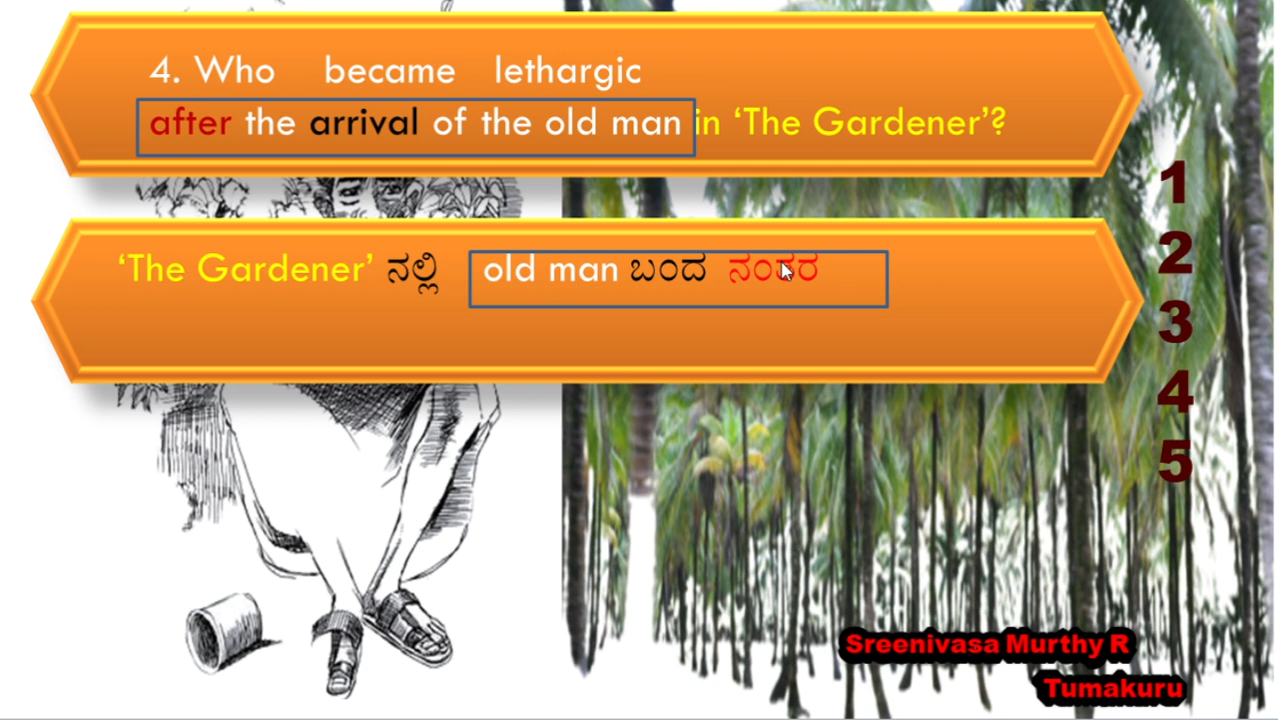 4. Who became lethargic
after the arrival of the old man in ‘The Gardener’?
‘The Gardener’ ನಲ್ಲಿ old man ಬಂದ ನಂತರ
1
2
3
4
5
Sreenivasa Murthy R
Tumakuru